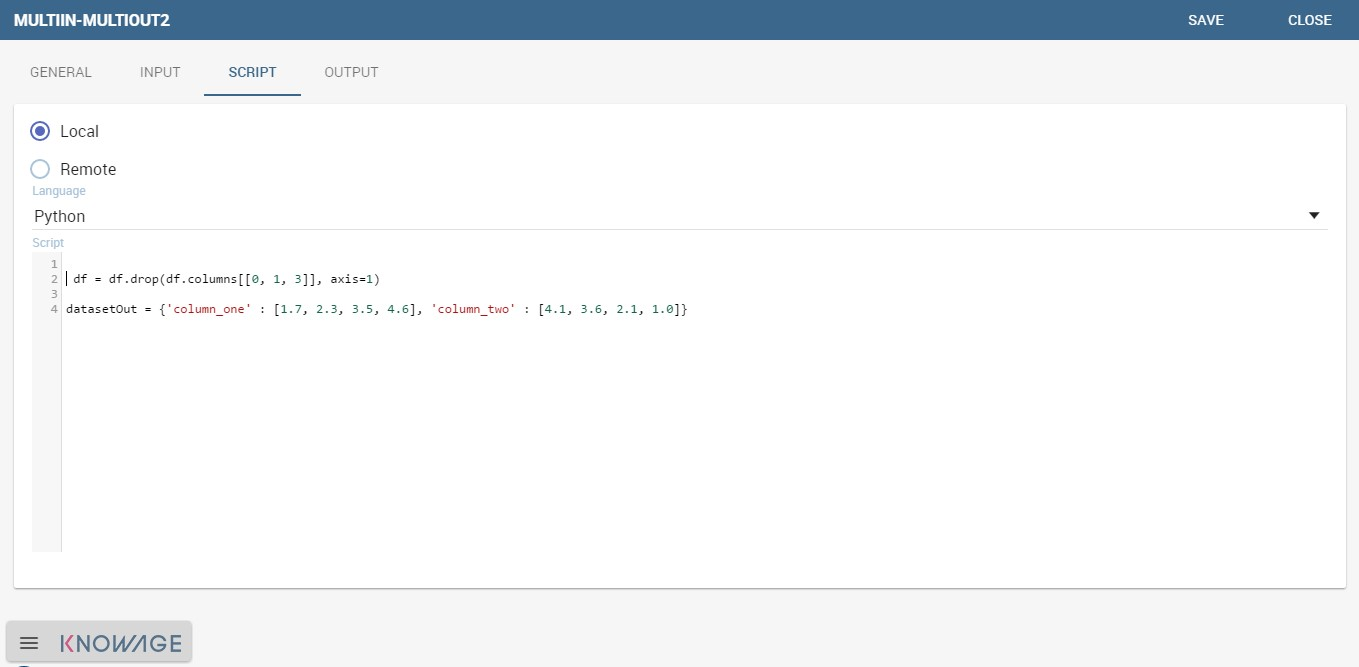 MULTIIN-MULTIOUT2 SAVE CLOSE
GENERAL INPUT SCRIPT OUTPUT
Local
Remote
Language
Python
Script
1
2 df = df.drop(df.columns[[0, 1, 3]], axis=1)
3
4 datasetOut = {'column_one' : [1.7, 2.3, 3.5, 4.6], 'column_two' : [4.1, 3.6, 2.1, 1.0]}
KNOWAGE